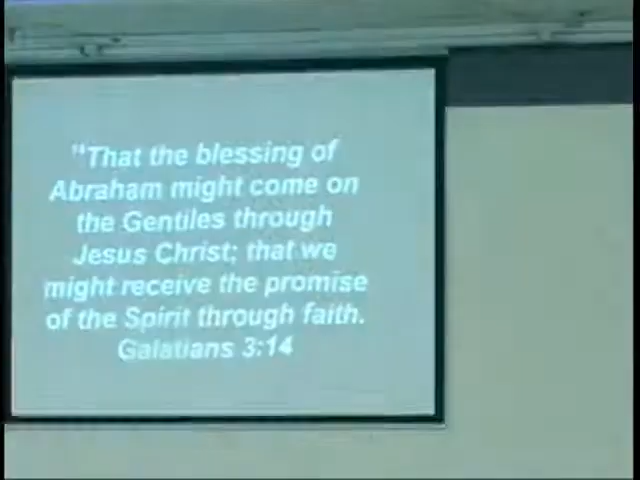 "That the blessing of
Abraham might come on
the Gentiles through
Jesus Christ; that we
might receive the promise
of the Spirit through faith.
Galatians 3:14